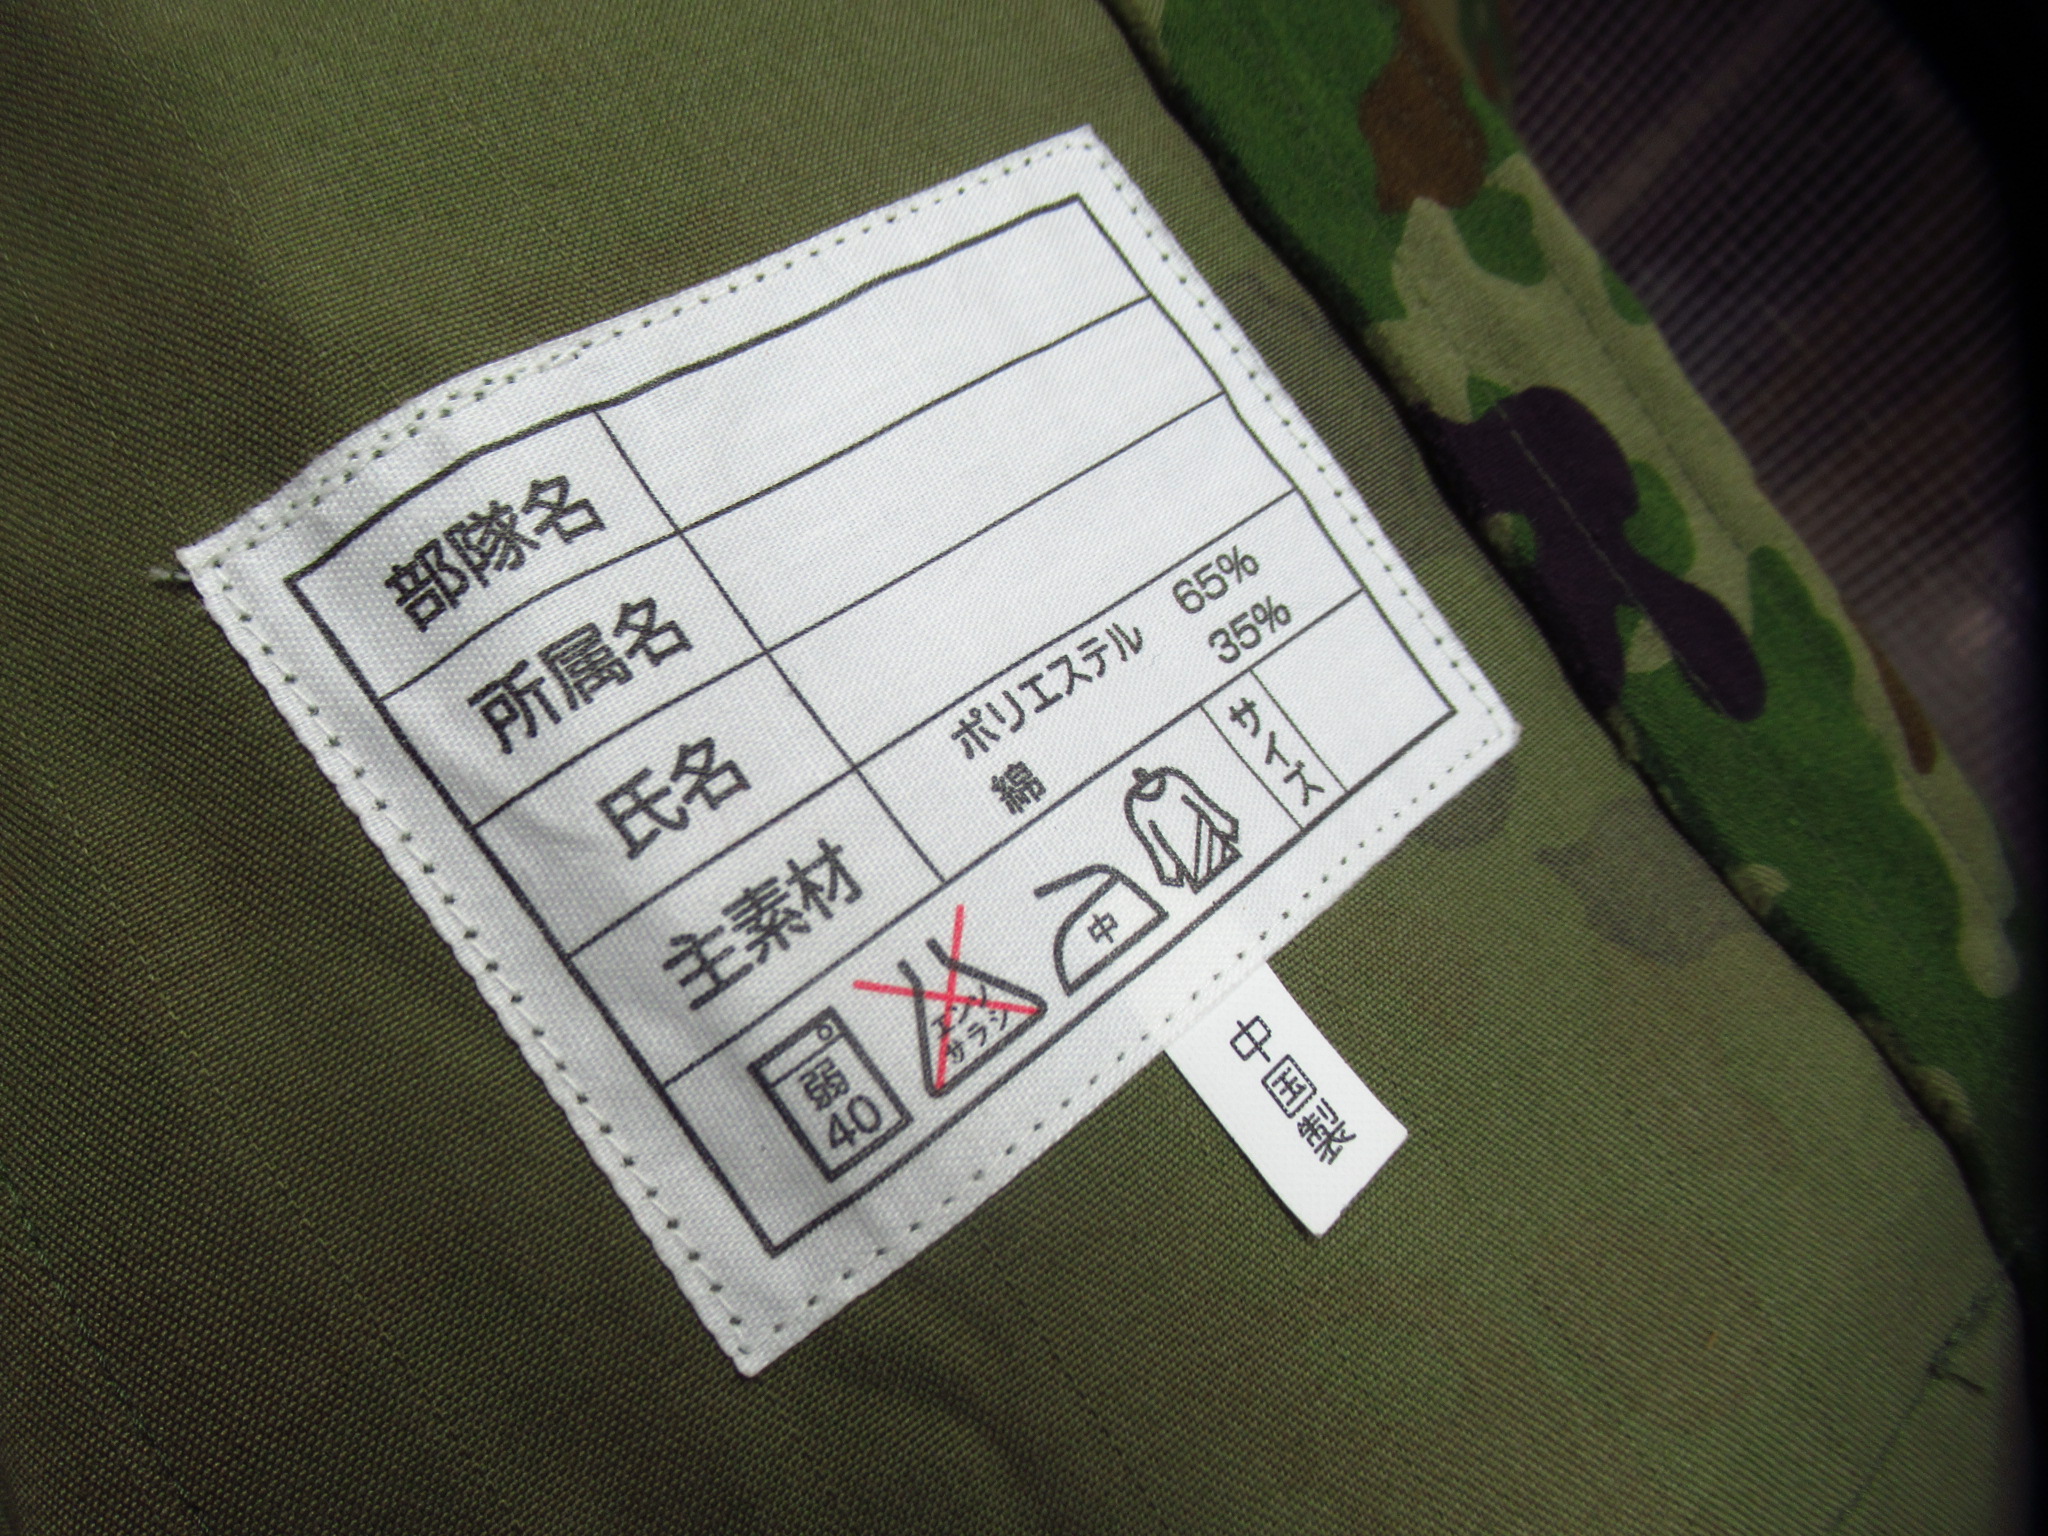 部隊名
所属名
氏名
主素材
ポリエステル 65%
綿 35%
弱
40
エンソ
サラシ
中
サイズ
中国製